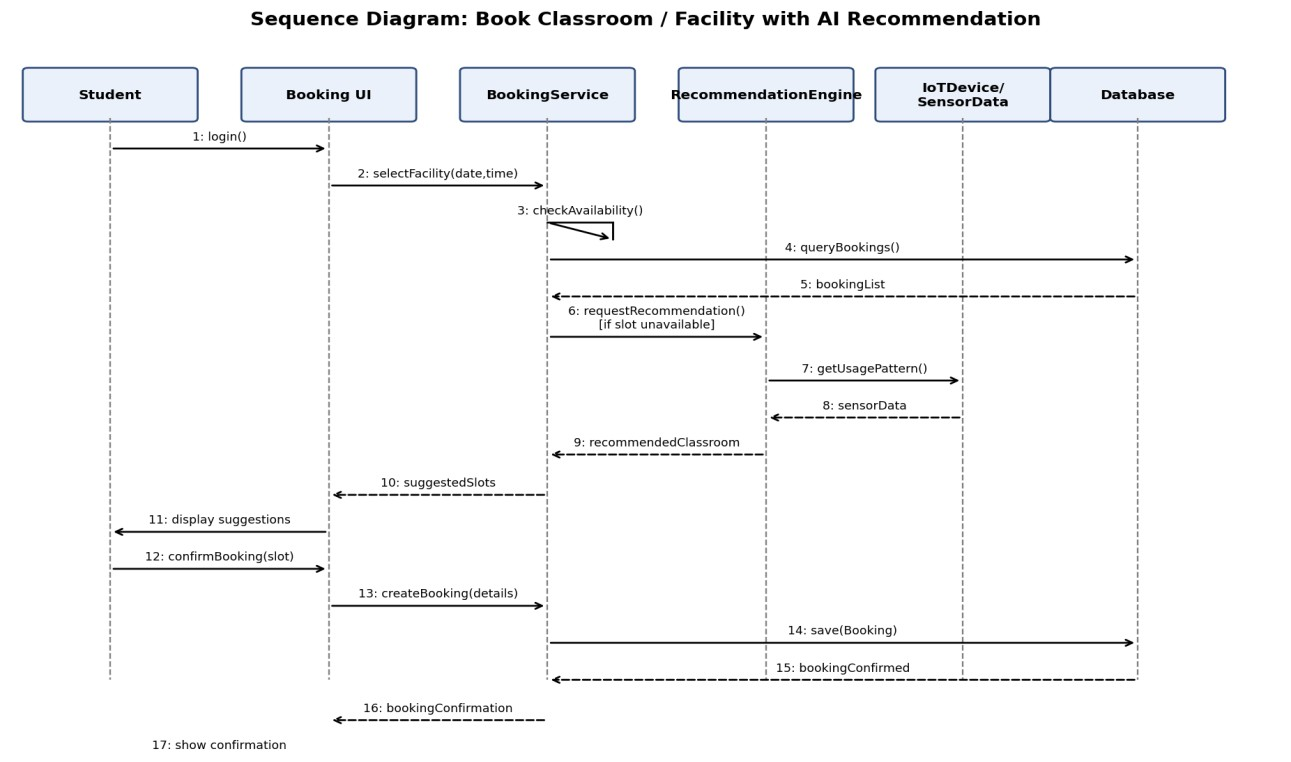 Sequence Diagram: Book Classroom / Facility with AI Recommendation
Student
Booking UI
BookingService
RecommendationEngine
IoTDevice/
SensorData
Database
1: login()
2: selectFacility(date,time)
3: checkAvailability()
4: queryBookings()
5: bookingList
6: requestRecommendation()
[if slot unavailable]
7: getUsagePattern()
8: sensorData
9: recommendedClassroom
10: suggestedSlots
11: display suggestions
12: confirmBooking(slot)
13: createBooking(details)
14: save(Booking)
15: bookingConfirmed
16: bookingConfirmation
17: show confirmation